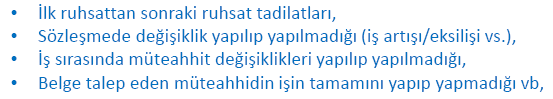 • İlk ruhsattan sonraki ruhsat tadilatları,
• Sözleşmede değişiklik yapılıp yapılmadığı (iş artışı/eksilişi vs.),
• İş sırasında müteahhit değişiklikleri yapılıp yapılmadığı,
• Belge talep eden müteahhidin işin tamamını yapıp yapmadığı vb,